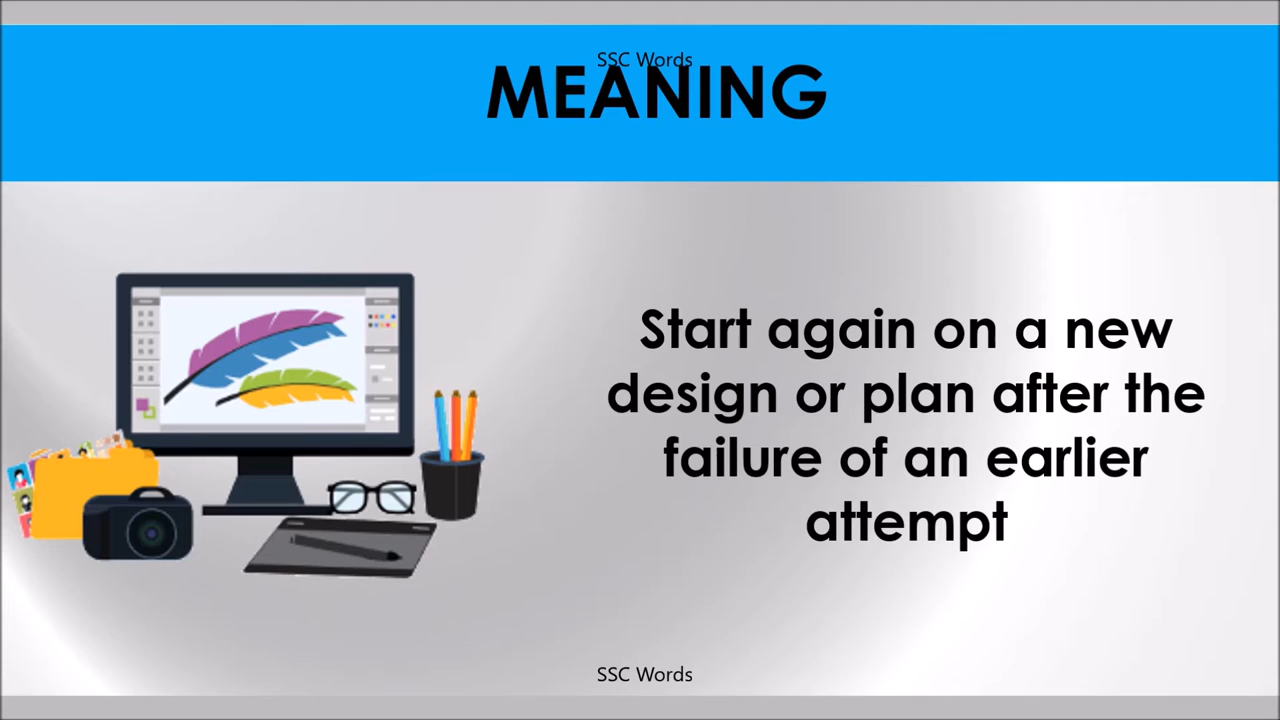 SSC Words
MEANING
Start again on a new
design or plan after the
failure of an earlier
attempt
SSC Words